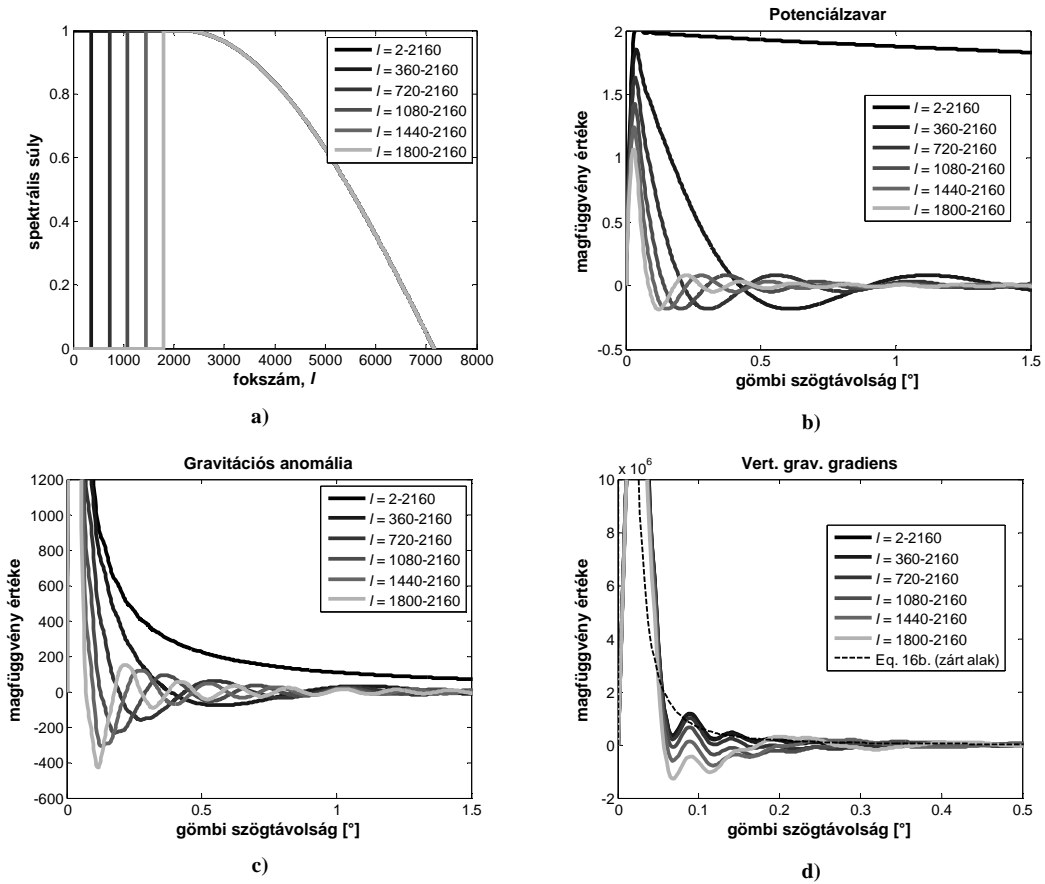 1
0.8
0.6
0.4
0.2
0
0 1000 2000 3000 4000 5000 6000 7000 8000
spektrális súly
fokszám, l
l = 2-2160
l = 360-2160
l = 720-2160
l = 1080-2160
l = 1440-2160
l = 1800-2160
a)
Potenciálzavar
2
1.5
1
0.5
0
-0.5
0 0.5 1 1.5
magfüggvény értéke
gömbi szögtávolság [°]
l = 2-2160
l = 360-2160
l = 720-2160
l = 1080-2160
l = 1440-2160
l = 1800-2160
b)
Gravitációs anomália
1200
1000
800
600
400
200
0
-200
-400
-600
0 0.5 1 1.5
magfüggvény értéke
gömbi szögtávolság [°]
l = 2-2160
l = 360-2160
l = 720-2160
l = 1080-2160
l = 1440-2160
l = 1800-2160
c)
Vert. grav. gradiens
x 10⁶
10
8
6
4
2
0
-2
0 0.1 0.2 0.3 0.4 0.5
magfüggvény értéke
gömbi szögtávolság [°]
l = 2-2160
l = 360-2160
l = 720-2160
l = 1080-2160
l = 1440-2160
l = 1800-2160
Eq. 16b. (zárt alak)
d)